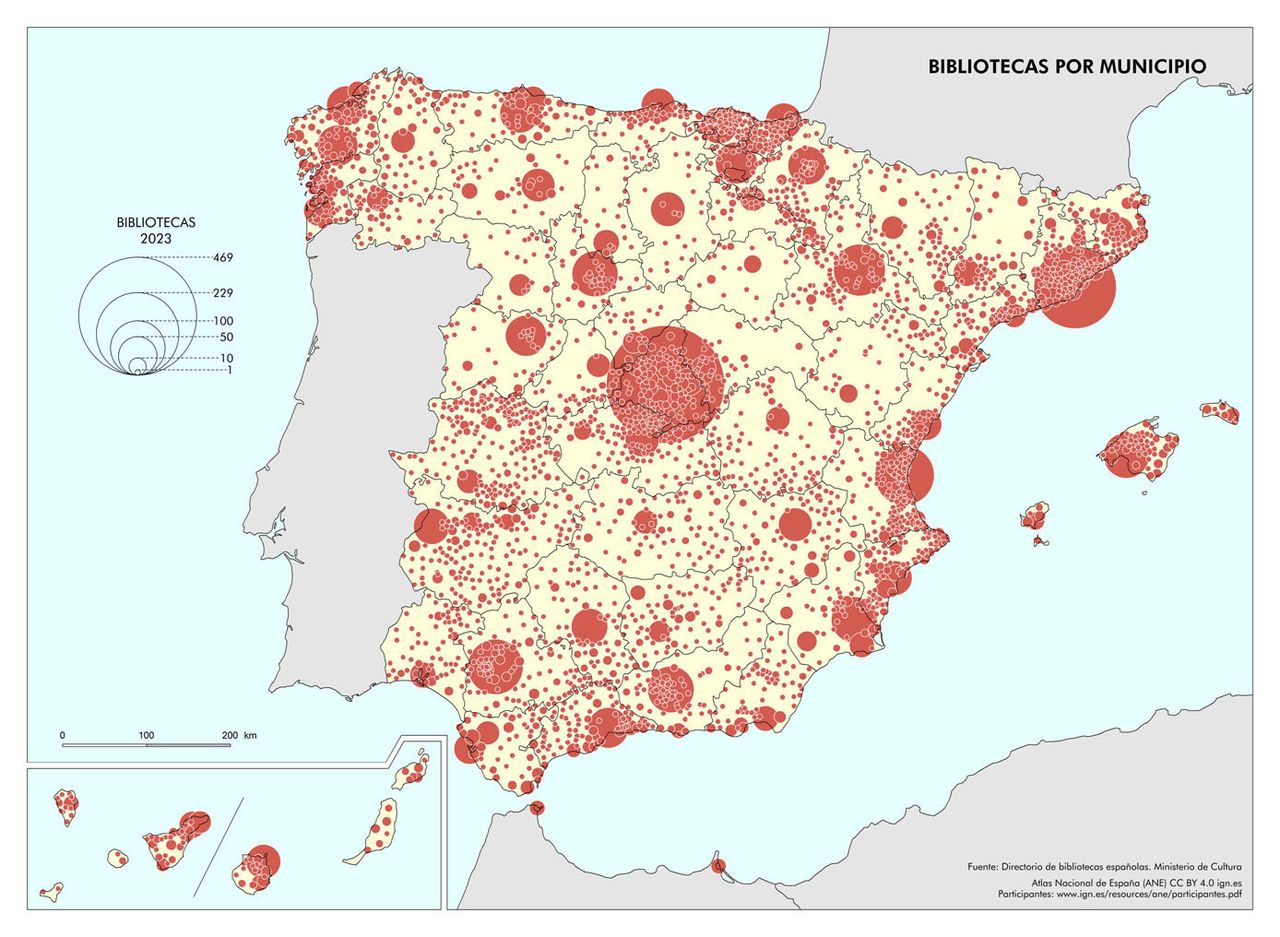 BIBLIOTECAS POR MUNICIPIO
BIBLIOTECAS
2023
469
229
100
50
10
1
0 100 200 km
Fuente: Directorio de bibliotecas españolas. Ministerio de Cultura
Atlas Nacional de España (ANE) CC BY 4.0 ign.es
Participantes: www.ign.es/resources/ane/participantes.pdf